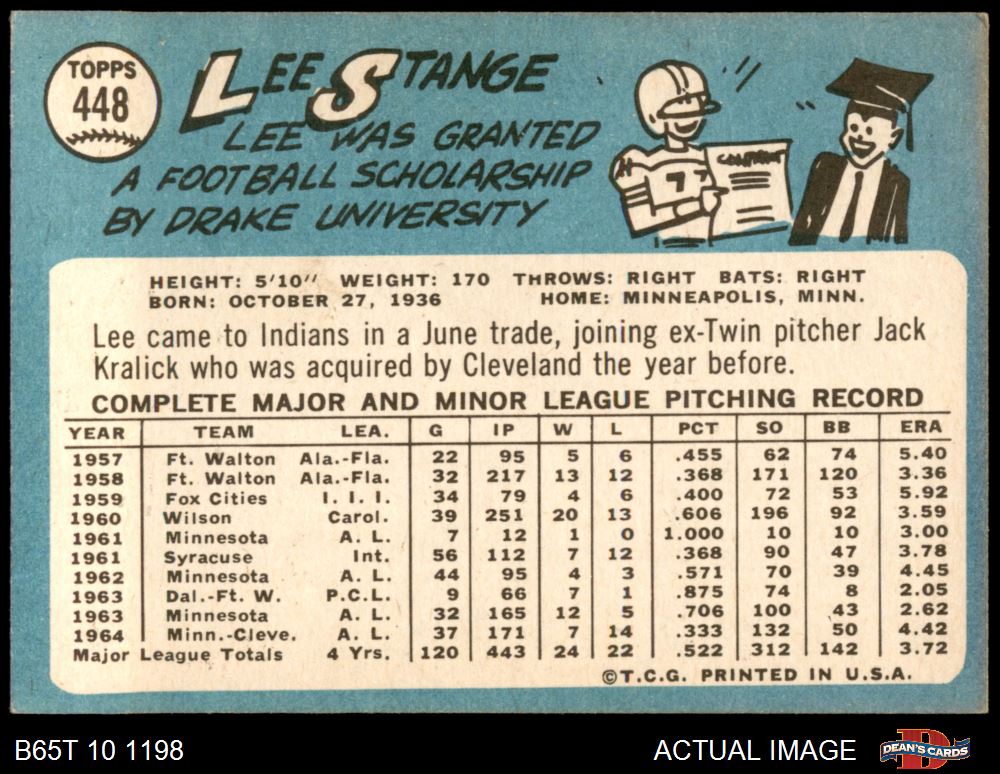 TOPPS
448
LEE STANGE
LEE WAS GRANTED
A FOOTBALL SCHOLARSHIP
BY DRAKE UNIVERSITY
7
HEIGHT: 5'10" WEIGHT: 170 THROWS: RIGHT BATS: RIGHT
BORN: OCTOBER 27, 1936 HOME: MINNEAPOLIS, MINN.
Lee came to Indians in a June trade, joining ex-Twin pitcher Jack
Kralick who was acquired by Cleveland the year before.
COMPLETE MAJOR AND MINOR LEAGUE PITCHING RECORD
YEAR TEAM LEA. G IP W L PCT SO BB ERA
1957 Ft. Walton Ala.-Fla. 22 95 5 6 .455 62 74 5.40
1958 Ft. Walton Ala.-Fla. 32 217 13 12 .368 171 120 3.36
1959 Fox Cities I. I. I. 34 79 4 6 .400 72 53 5.92
1960 Wilson Carol. 39 251 20 13 .606 196 92 3.59
1961 Minnesota A. L. 7 12 1 0 1.000 10 10 3.00
1961 Syracuse Int. 56 112 7 12 .368 90 47 3.78
1962 Minnesota A. L. 44 95 4 3 .571 70 39 4.45
1963 Dal.-Ft. W. P.C.L. 9 66 7 1 .875 74 8 2.05
1963 Minnesota A. L. 32 165 12 5 .706 100 43 2.62
1964 Minn.-Cleve. A. L. 37 171 7 14 .333 132 50 4.42
Major League Totals 4 Yrs. 120 443 24 22 .522 312 142 3.72
©T.C.G. PRINTED IN U.S.A.
B65T 10 1198 ACTUAL IMAGE DEAN'S CARDS